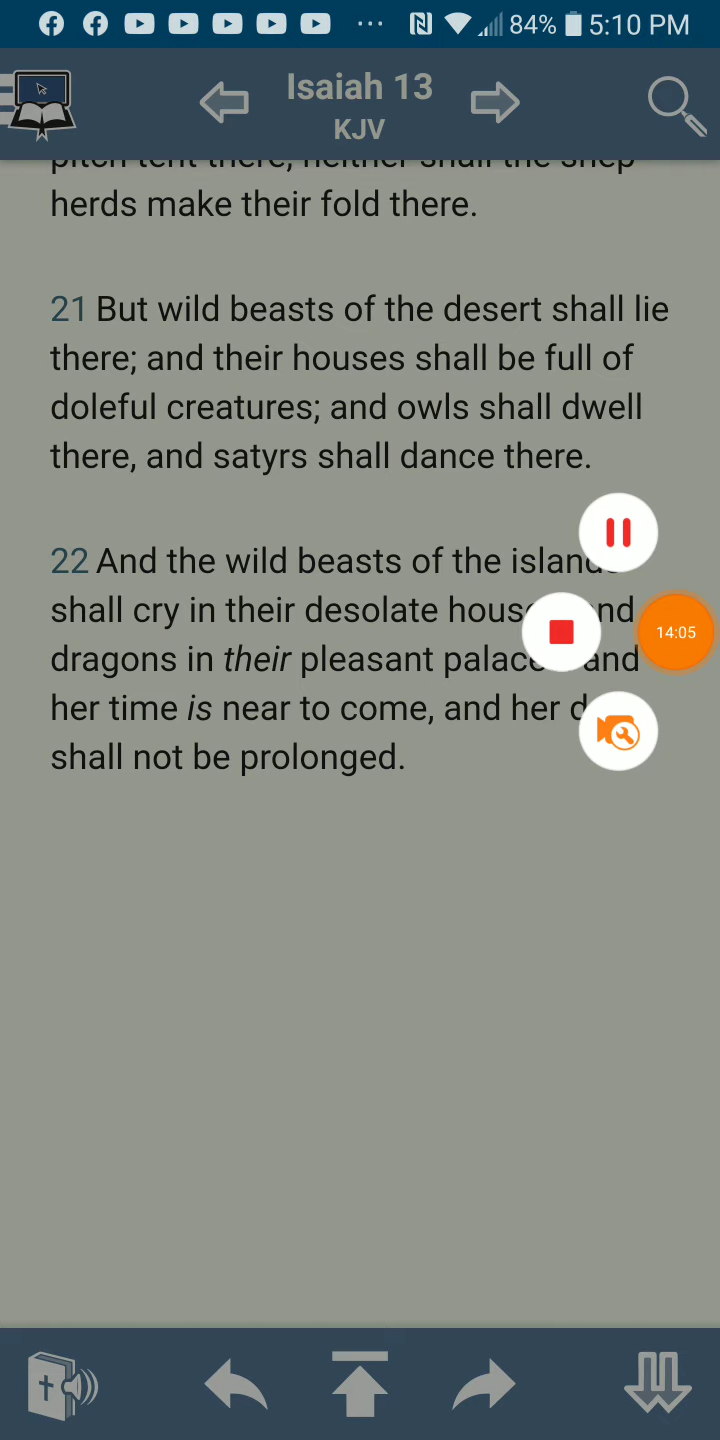 84% 5:10 PM
Isaiah 13
KJV
herds make their fold there.
21 But wild beasts of the desert shall lie
there; and their houses shall be full of
doleful creatures; and owls shall dwell
there, and satyrs shall dance there.
22 And the wild beasts of the island
shall cry in their desolate hous nd
14:05
dragons in their pleasant palac and
her time is near to come, and her d
shall not be prolonged.